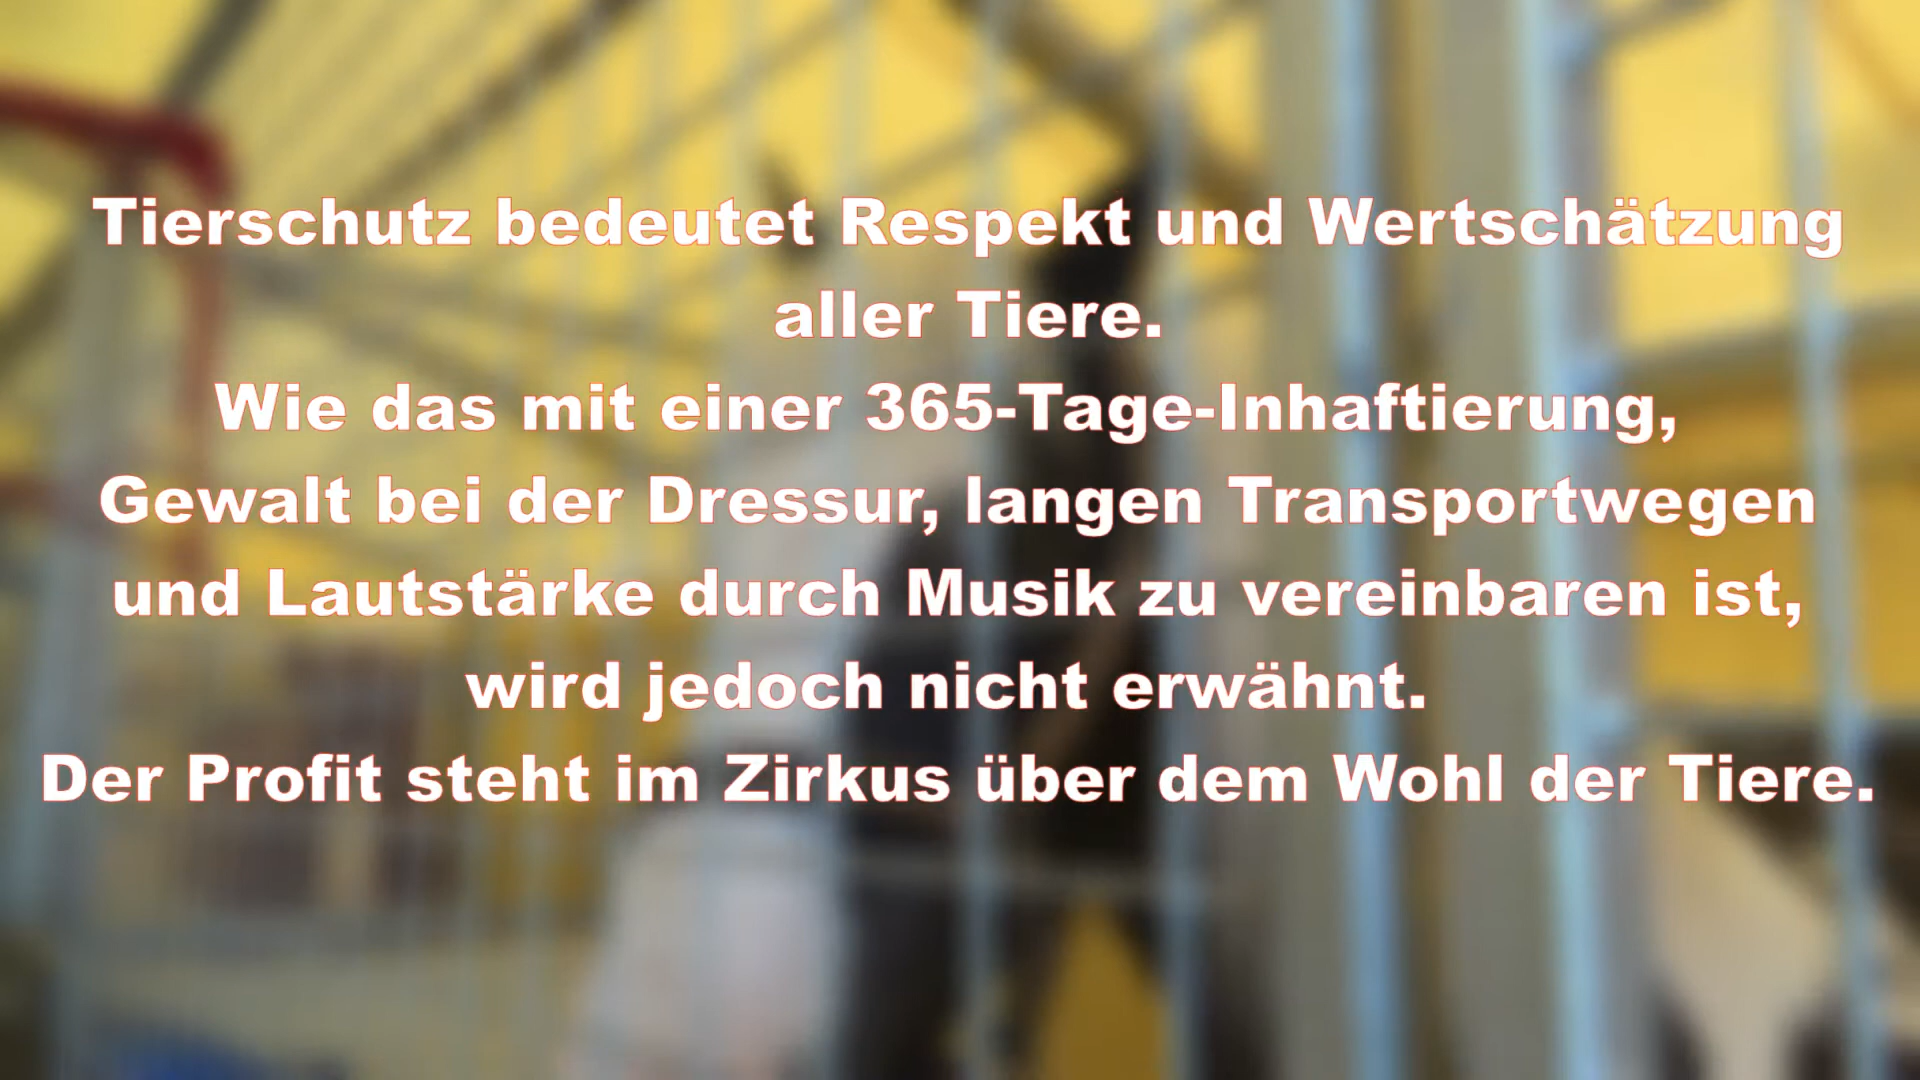 Tierschutz bedeutet Respekt und Wertschätzung
aller Tiere.
Wie das mit einer 365-Tage-Inhaftierung,
Gewalt bei der Dressur, langen Transportwegen
und Lautstärke durch Musik zu vereinbaren ist,
wird jedoch nicht erwähnt.
Der Profit steht im Zirkus über dem Wohl der Tiere.